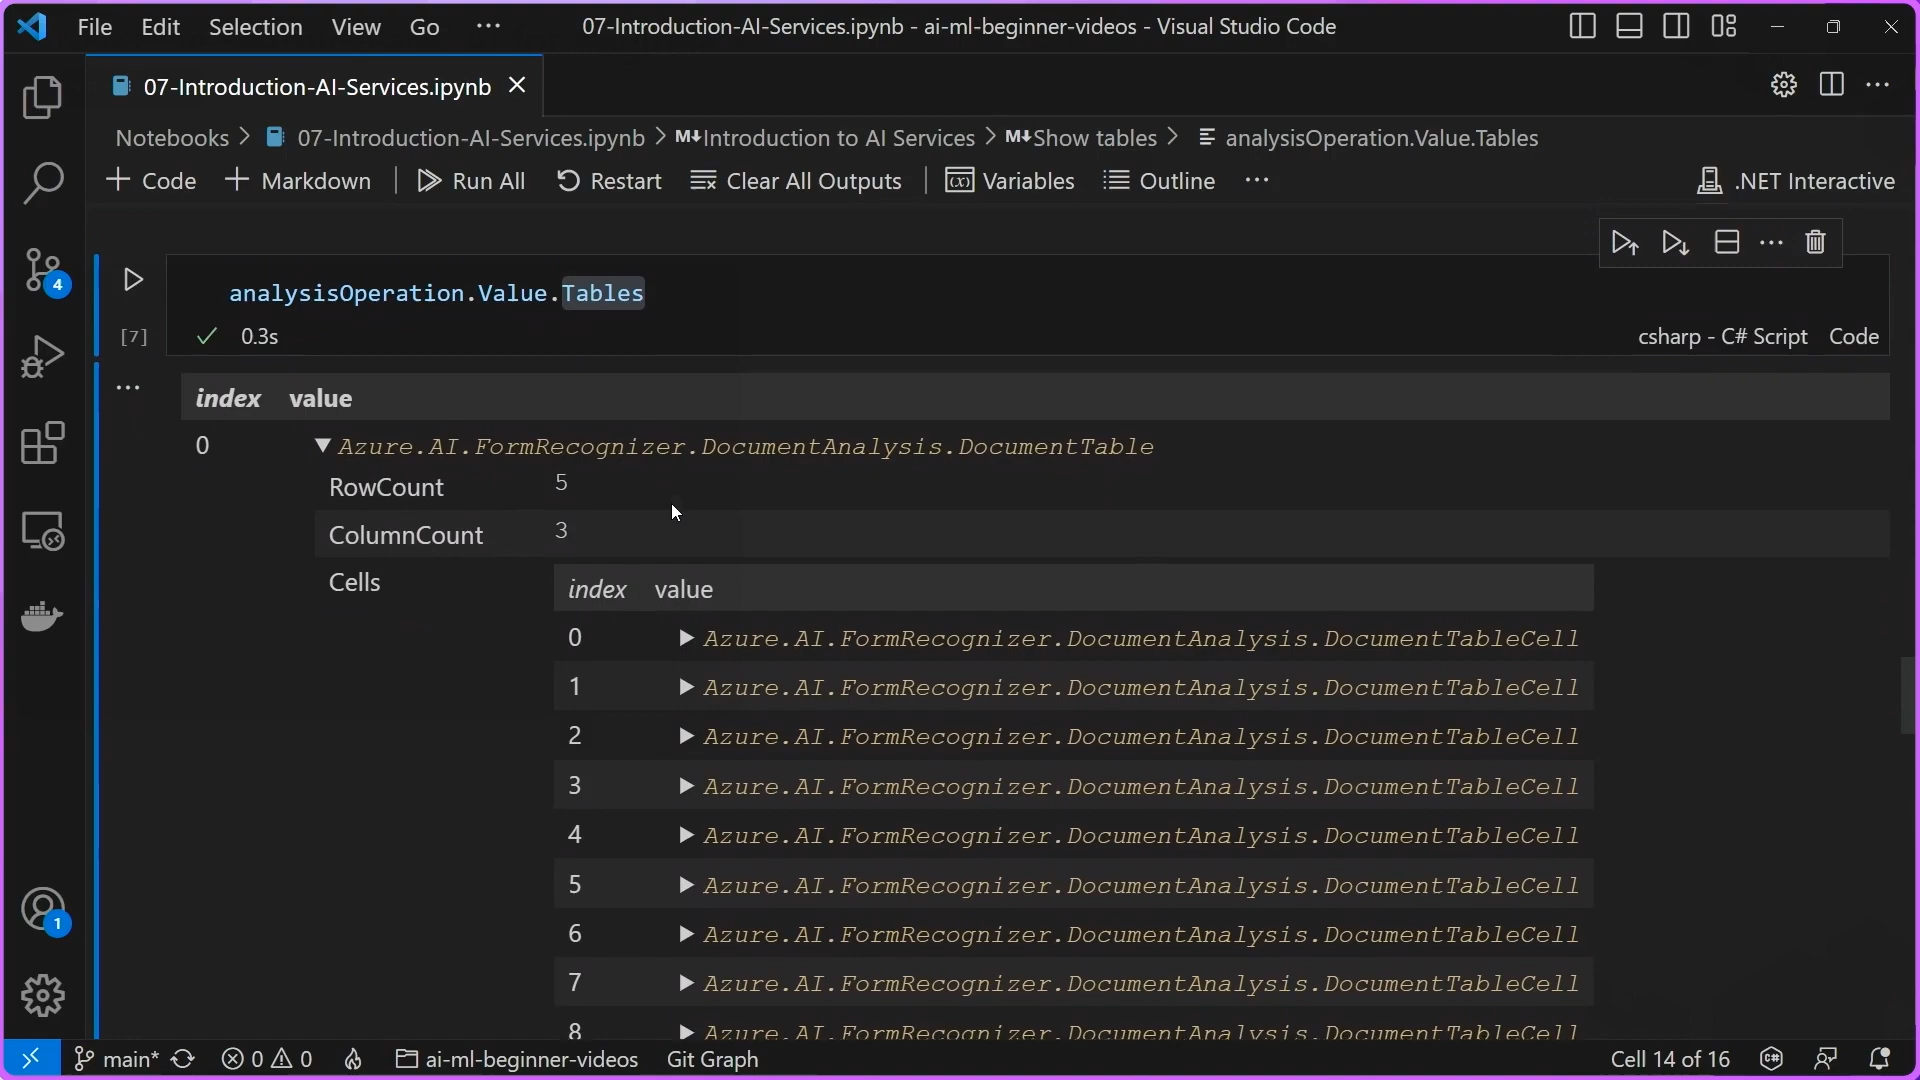 File Edit Selection View Go ··· 07-Introduction-AI-Services.ipynb - ai-ml-beginner-videos - Visual Studio Code
07-Introduction-AI-Services.ipynb
Notebooks > 07-Introduction-AI-Services.ipynb > M↓Introduction to AI Services > M↓Show tables > analysisOperation.Value.Tables
+ Code + Markdown | Run All Restart Clear All Outputs | Variables Outline ··· .NET Interactive
analysisOperation.Value.Tables
[7] ✓ 0.3s csharp - C# Script Code
index value
0 Azure.AI.FormRecognizer.DocumentAnalysis.DocumentTable
RowCount 5
ColumnCount 3
Cells
index value
0 Azure.AI.FormRecognizer.DocumentAnalysis.DocumentTableCell
1 Azure.AI.FormRecognizer.DocumentAnalysis.DocumentTableCell
2 Azure.AI.FormRecognizer.DocumentAnalysis.DocumentTableCell
3 Azure.AI.FormRecognizer.DocumentAnalysis.DocumentTableCell
4 Azure.AI.FormRecognizer.DocumentAnalysis.DocumentTableCell
5 Azure.AI.FormRecognizer.DocumentAnalysis.DocumentTableCell
6 Azure.AI.FormRecognizer.DocumentAnalysis.DocumentTableCell
7 Azure.AI.FormRecognizer.DocumentAnalysis.DocumentTableCell
8 Azure.AI.FormRecognizer.DocumentAnalysis.DocumentTableCell
4
1
main* 0 0 ai-ml-beginner-videos Git Graph Cell 14 of 16